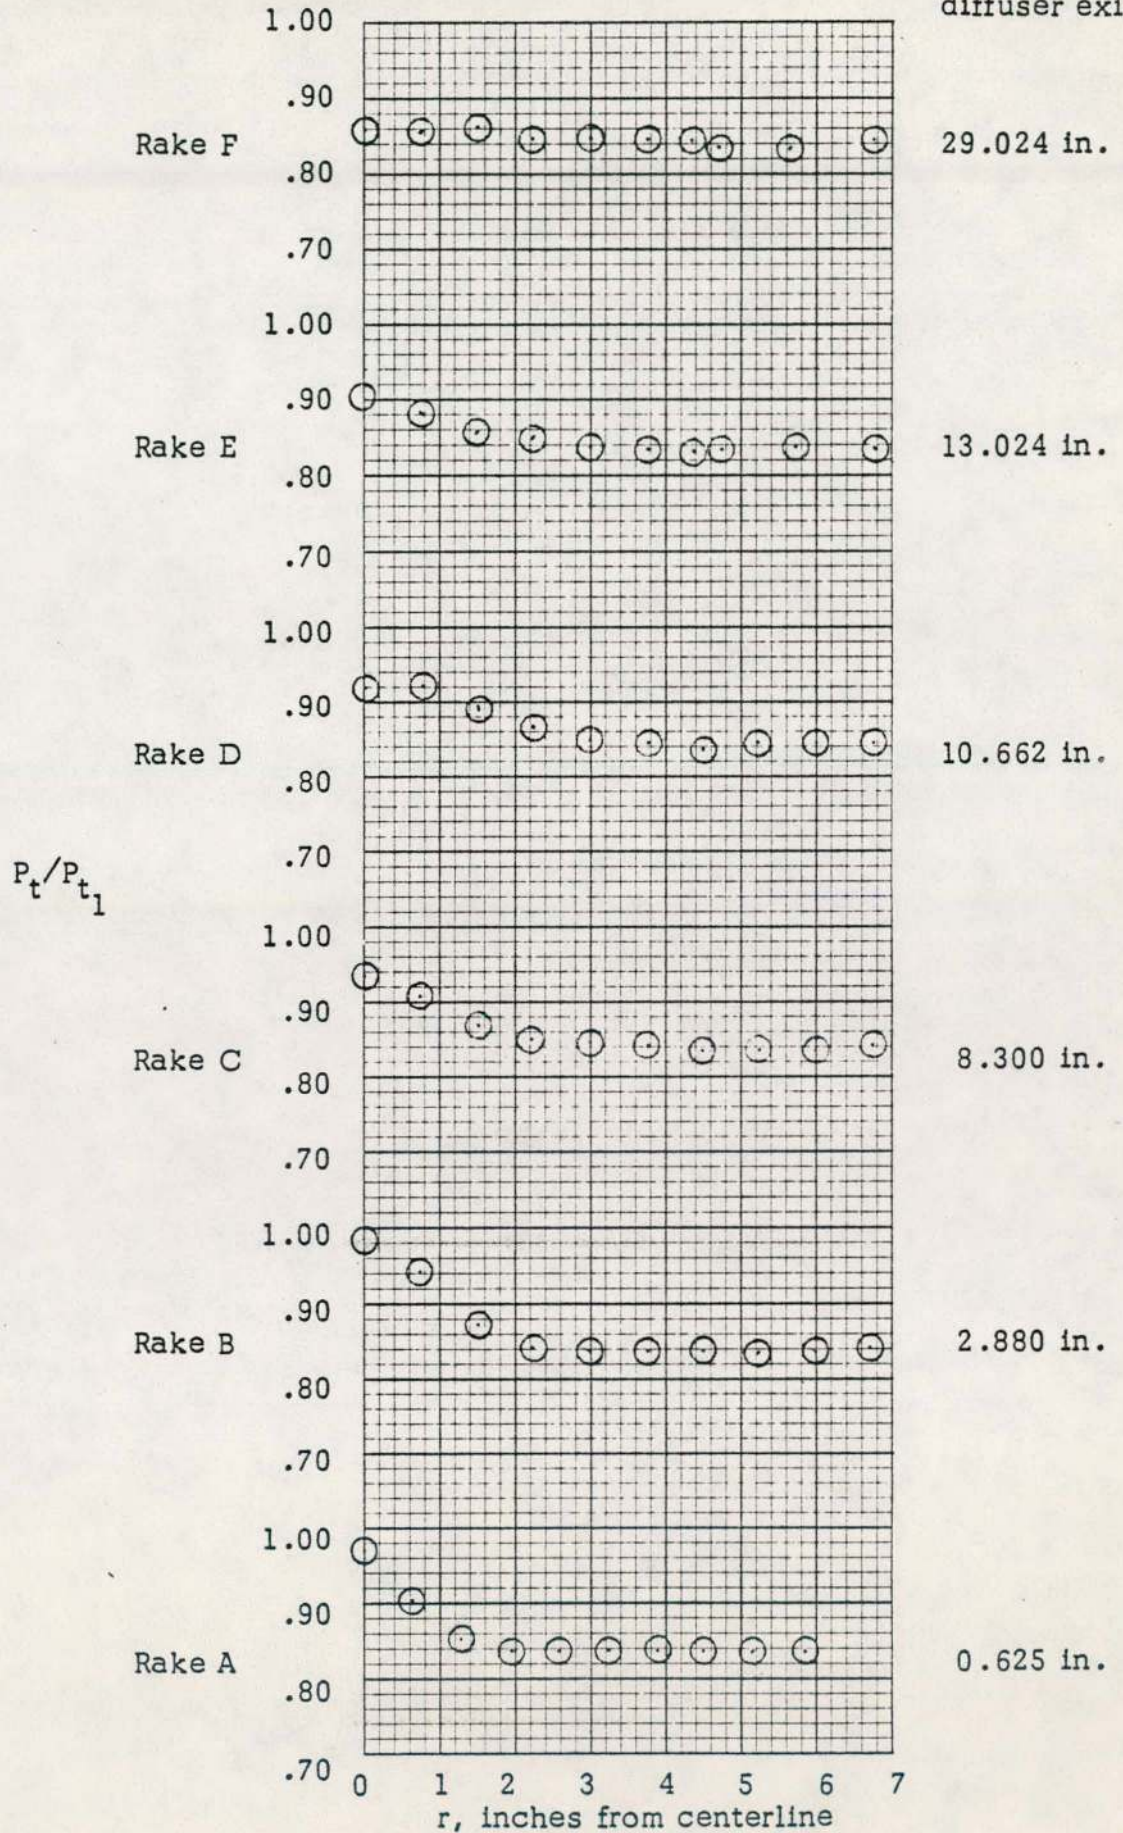 diffuser exi
1.00
.90
Rake F 29.024 in.
.80
.70
1.00
.90
Rake E 13.024 in.
.80
.70
1.00
.90
Rake D 10.662 in.
.80
.70
Pt/Pt1
1.00
.90
Rake C 8.300 in.
.80
.70
1.00
.90
Rake B 2.880 in.
.80
.70
1.00
.90
Rake A 0.625 in.
.80
.70
0 1 2 3 4 5 6 7
r, inches from centerline